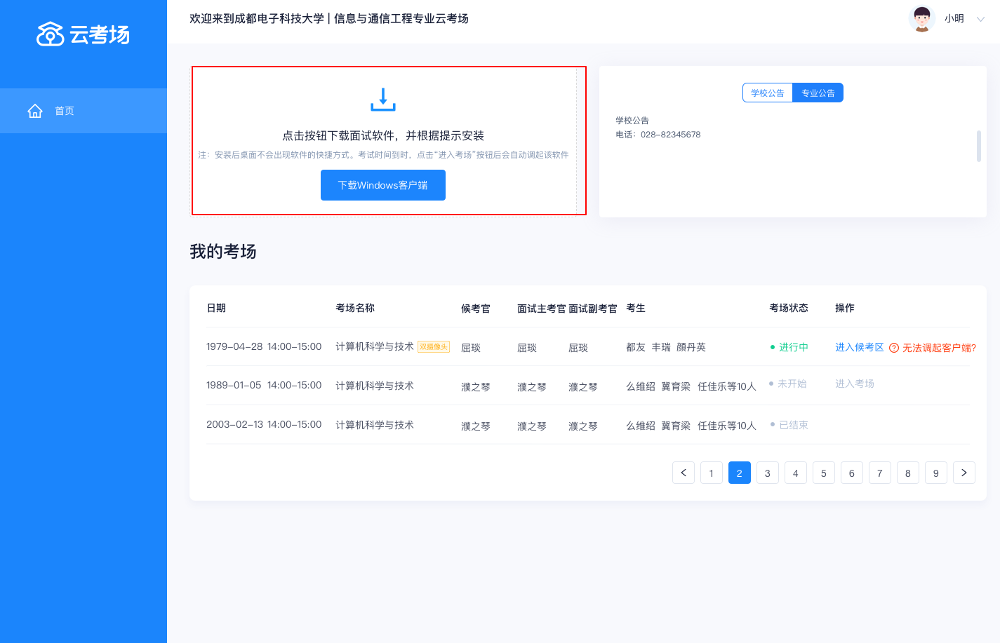 云考场
首页
欢迎来到成都电子科技大学 | 信息与通信工程专业云考场
小明
点击按钮下载面试软件，并根据提示安装
注：安装后桌面不会出现软件的快捷方式。考试时间到时，点击“进入考场”按钮后会自动调起该软件
下载Windows客户端
学校公告 专业公告
学校公告
电话：028-82345678
我的考场
日期 考场名称 候考官 面试主考官 面试副考官 考生 考场状态 操作
1979-04-28 14:00-15:00 计算机科学与技术 双摄像头 屈琰 屈琰 屈琰 都友 丰瑞 颜丹英 进行中 进入候考区 无法调起客户端?
1989-01-05 14:00-15:00 计算机科学与技术 濮之琴 濮之琴 濮之琴 么维绍 冀育梁 任佳乐等10人 未开始 进入考场
2003-02-13 14:00-15:00 计算机科学与技术 濮之琴 濮之琴 濮之琴 么维绍 冀育梁 任佳乐等10人 已结束
1 2 3 4 5 6 7 8 9